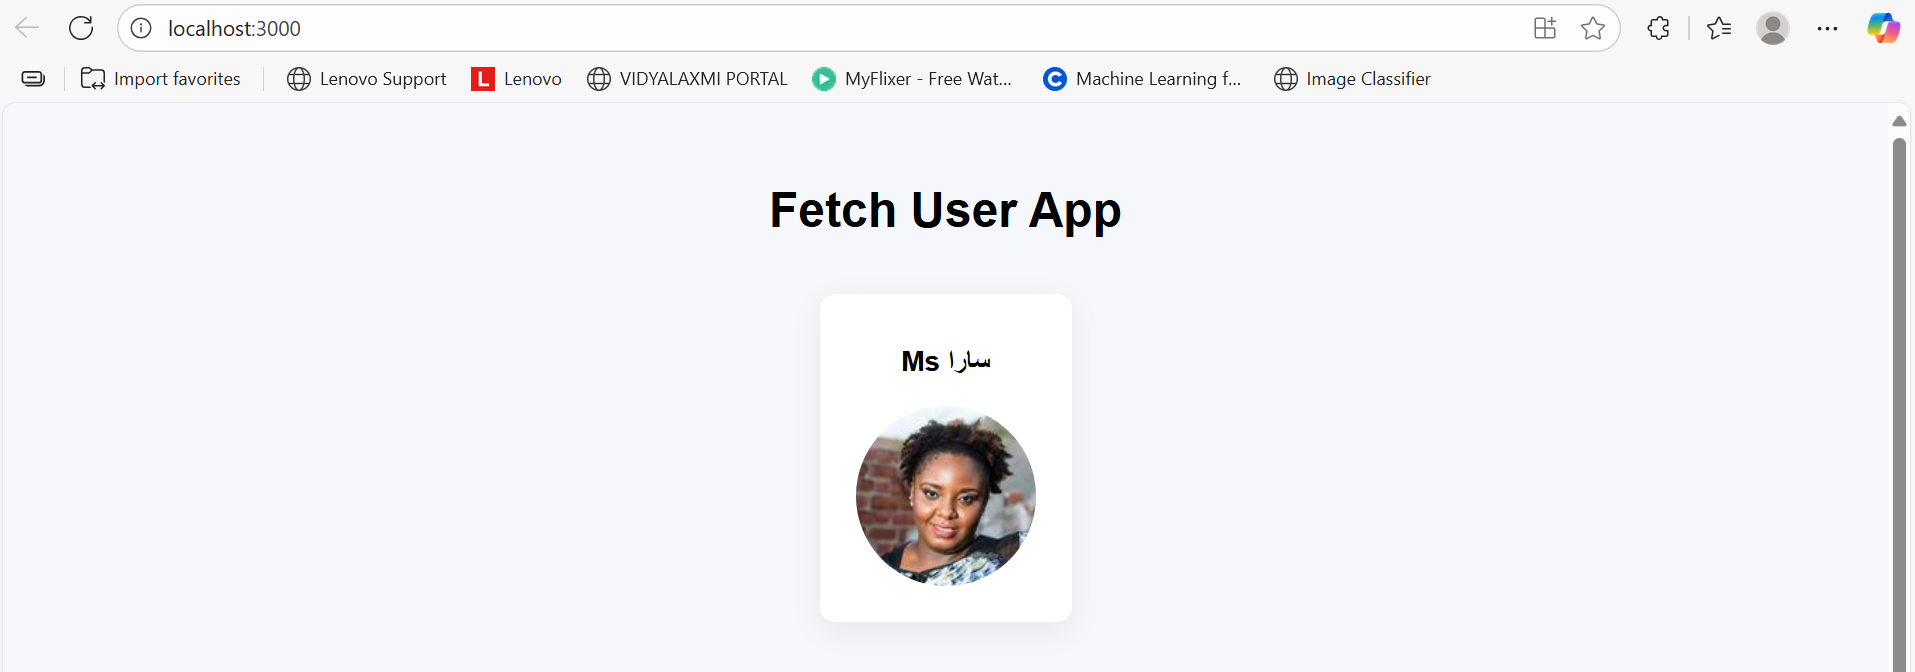 localhost:3000
Import favorites Lenovo Support L Lenovo VIDYALAXMI PORTAL MyFlixer - Free Wat... C Machine Learning f... Image Classifier
Fetch User App
Ms سارا